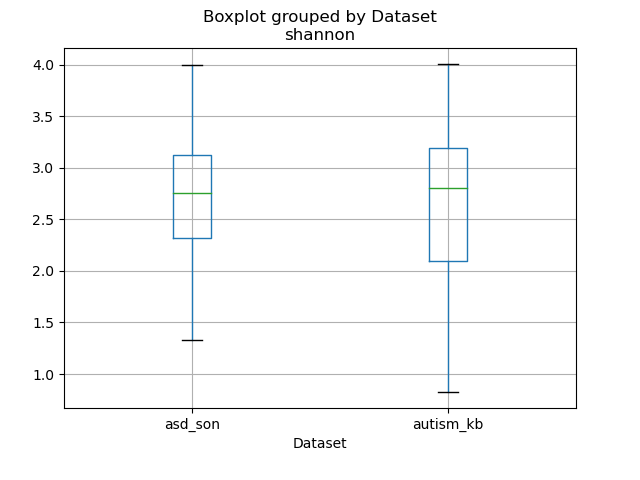 Boxplot grouped by Dataset
shannon
4.0
3.5
3.0
2.5
2.0
1.5
1.0
asd_son autism_kb
Dataset